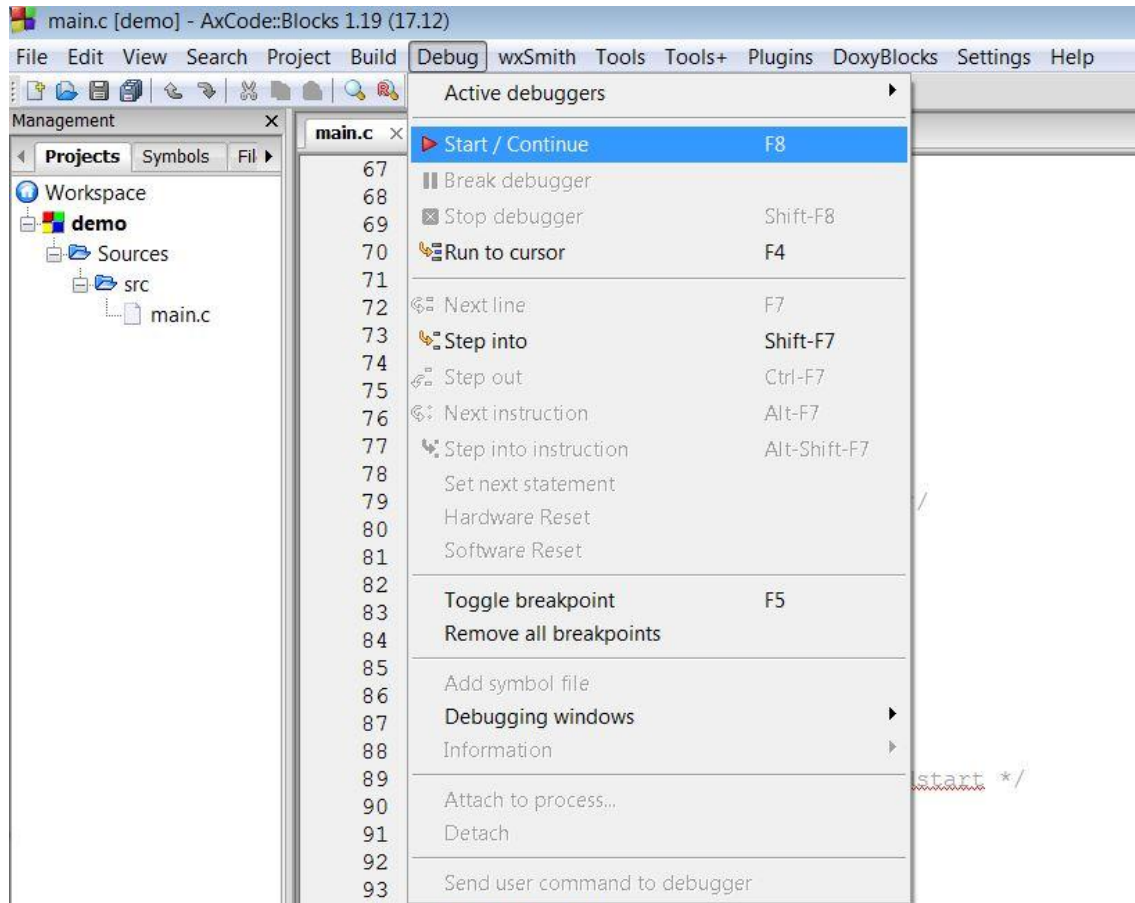 main.c [demo] - AxCode::Blocks 1.19 (17.12)
File Edit View Search Project Build Debug wxSmith Tools Tools+ Plugins DoxyBlocks Settings Help
Management
Projects Symbols Fil
Workspace
demo
Sources
src
main.c
main.c
67
68
69
70
71
72
73
74
75
76
77
78
79
80
81
82
83
84
85
86
87
88
89
90
91
92
93
Active debuggers
Start / Continue F8
Break debugger
Stop debugger Shift-F8
Run to cursor F4
Next line F7
Step into Shift-F7
Step out Ctrl-F7
Next instruction Alt-F7
Step into instruction Alt-Shift-F7
Set next statement
Hardware Reset
Software Reset
Toggle breakpoint F5
Remove all breakpoints
Add symbol file
Debugging windows
Information
Attach to process...
Detach
Send user command to debugger
/
start */